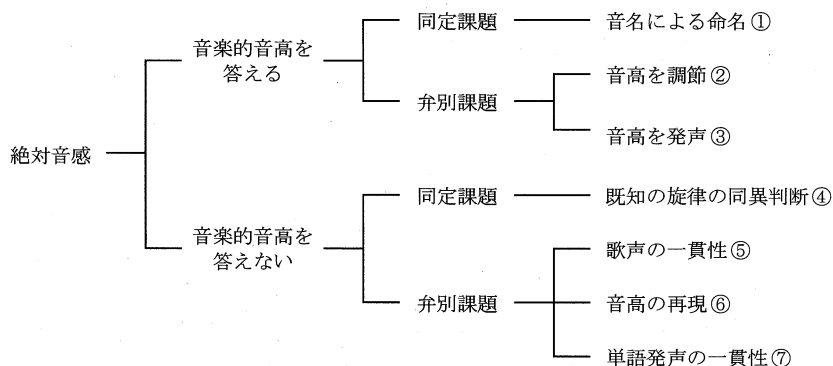 絶対音感
音楽的音高を
答える
同定課題
音名による命名①
弁別課題
音高を調節②
音高を発声③
音楽的音高を
答えない
同定課題
既知の旋律の同異判断④
弁別課題
歌声の一貫性⑤
音高の再現⑥
単語発声の一貫性⑦